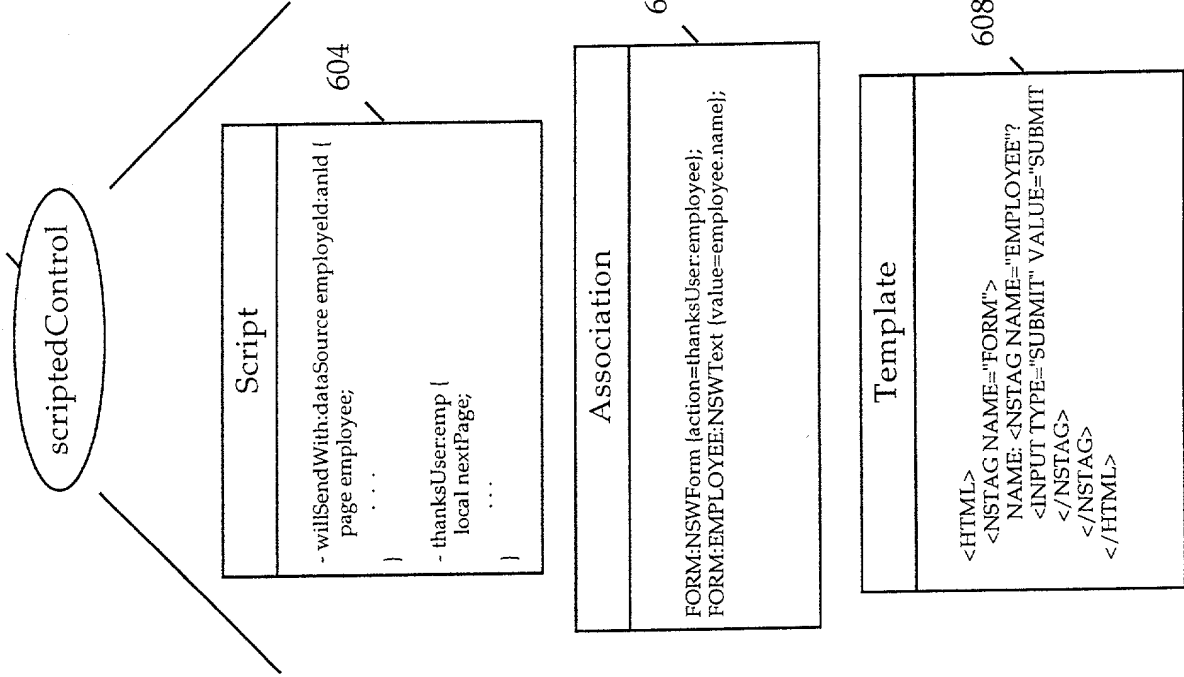 scriptedControl
604
Script
- willSendWith:dataSource employeId:anId {
page employee;
. . .
}
- thanksUser:emp {
local nextPage;
. . .
}
6
Association
FORM:NSWForm {action=thanksUser:employee};
FORM:EMPLOYEE:NSWText {value=employee.name};
608
Template
<HTML>
<NSTAG NAME="FORM">
NAME: <NSTAG NAME="EMPLOYEE"?
<INPUT TYPE="SUBMIT" VALUE="SUBMIT
</NSTAG>
</NSTAG>
</HTML>